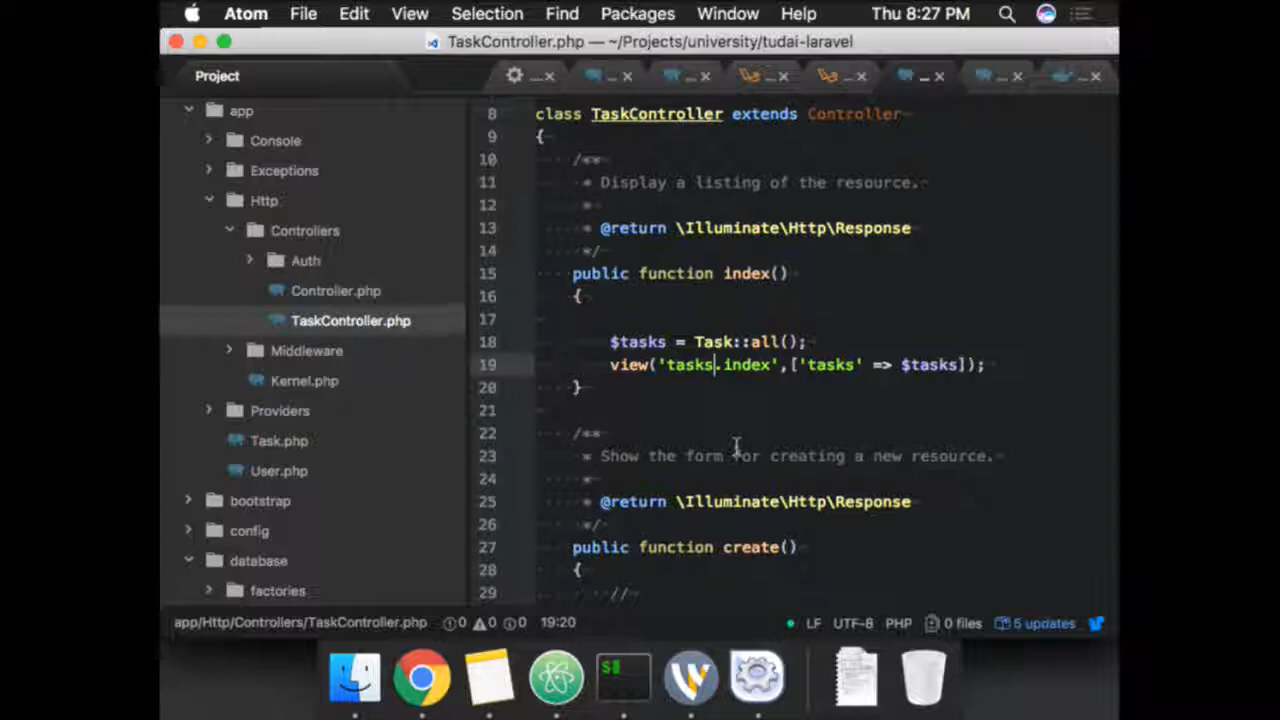 Atom File Edit View Selection Find Packages Window Help Thu 8:27 PM
TaskController.php — ~/Projects/university/tudai-laravel
Project
app
Console
Exceptions
Http
Controllers
Auth
Controller.php
TaskController.php
Middleware
Kernel.php
Providers
Task.php
User.php
bootstrap
config
database
factories
8 class TaskController extends Controller
9 {
10 /**
11 * Display a listing of the resource.
12 *
13 * @return \Illuminate\Http\Response
14 */
15 public function index()
16 {
17
18 $tasks = Task::all();
19 view('tasks.index',['tasks' => $tasks]);
20 }
21
22 /**
23 * Show the form for creating a new resource.
24 *
25 * @return \Illuminate\Http\Response
26 */
27 public function create()
28 {
29 //
app/Http/Controllers/TaskController.php 0 0 0 19:20 LF UTF-8 PHP 0 files 5 updates